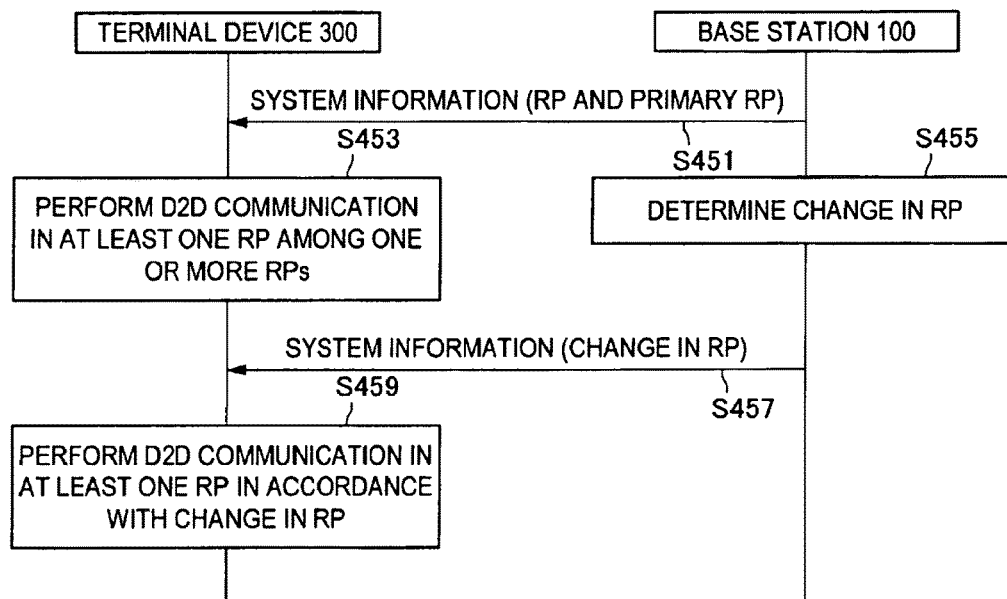 TERMINAL DEVICE 300
BASE STATION 100
SYSTEM INFORMATION (RP AND PRIMARY RP)
S451
S453
PERFORM D2D COMMUNICATION
IN AT LEAST ONE RP AMONG ONE
OR MORE RPs
S455
DETERMINE CHANGE IN RP
SYSTEM INFORMATION (CHANGE IN RP)
S457
S459
PERFORM D2D COMMUNICATION IN
AT LEAST ONE RP IN ACCORDANCE
WITH CHANGE IN RP